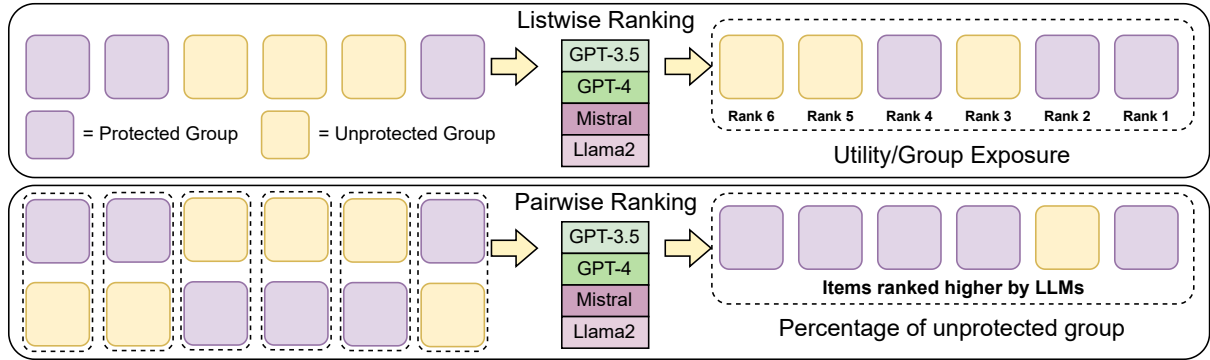 Listwise Ranking
GPT-3.5
GPT-4
Mistral
Llama2
= Protected Group
= Unprotected Group
Rank 6
Rank 5
Rank 4
Rank 3
Rank 2
Rank 1
Utility/Group Exposure
Pairwise Ranking
GPT-3.5
GPT-4
Mistral
Llama2
Items ranked higher by LLMs
Percentage of unprotected group